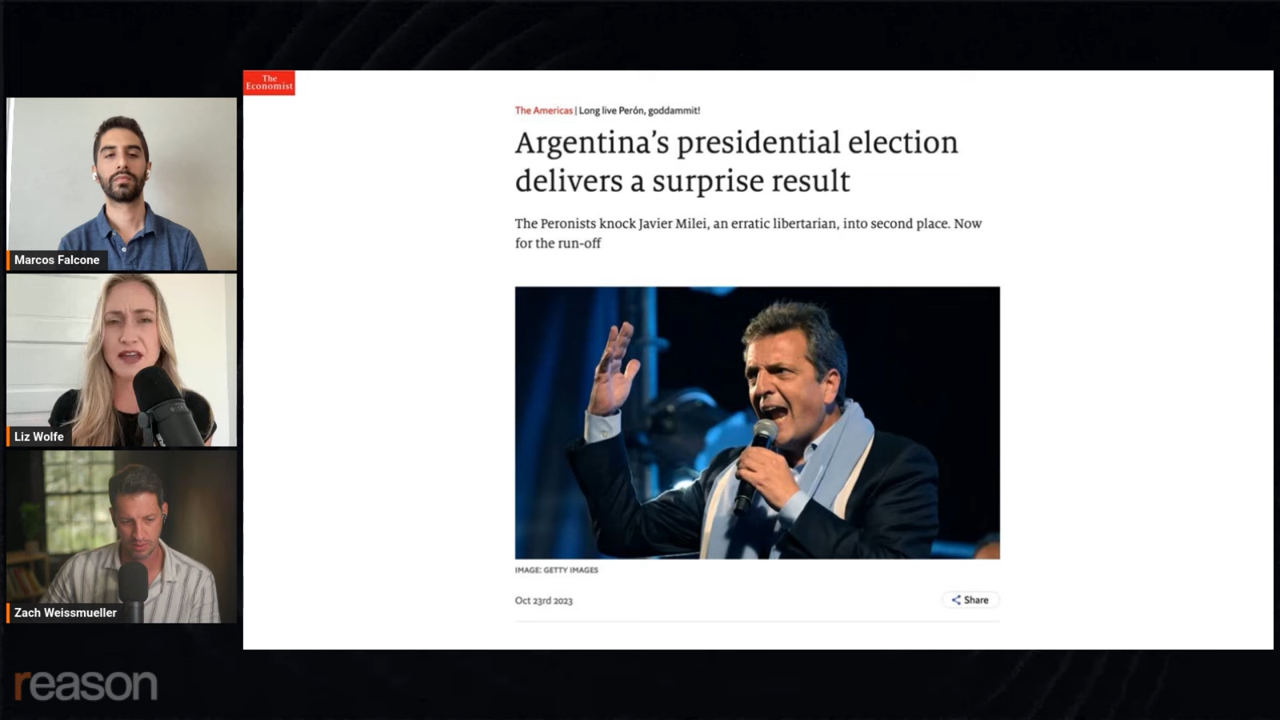 The
Economist
The Americas | Long live Perón, goddammit!
Argentina's presidential election
delivers a surprise result
The Peronists knock Javier Milei, an erratic libertarian, into second place. Now
for the run-off
IMAGE: GETTY IMAGES
Oct 23rd 2023
Share
Marcos Falcone
Liz Wolfe
Zach Weissmueller
reason